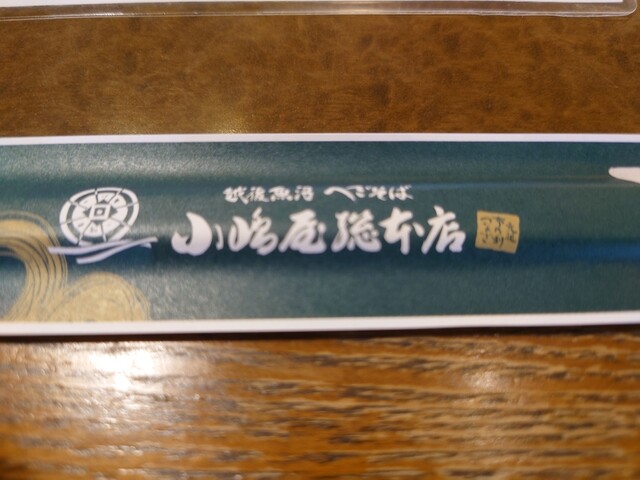 越後魚沼 へぎそば
小嶋屋総本店